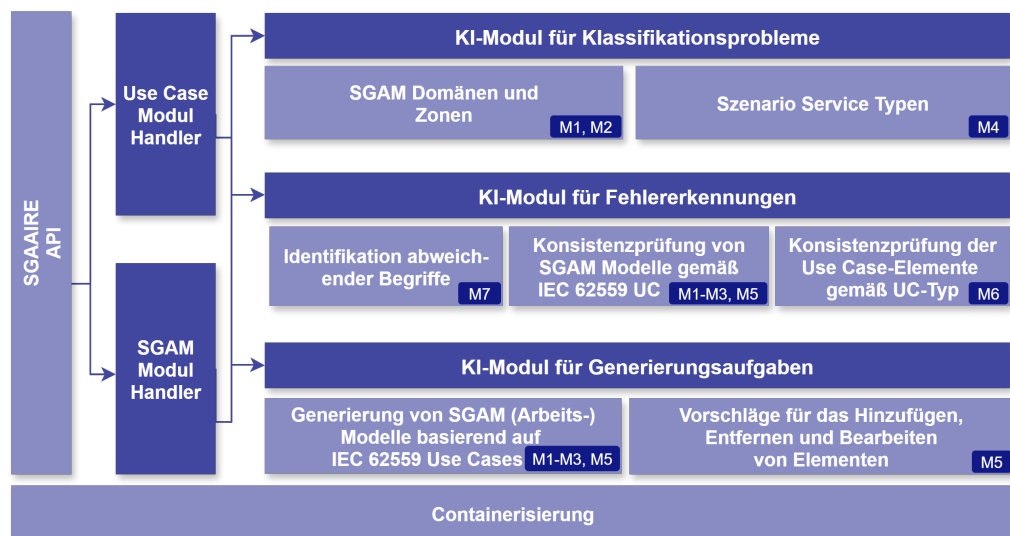 SGAAIRE
API
Use Case
Modul
Handler
SGAM
Modul
Handler
KI-Modul für Klassifikationsprobleme
SGAM Domänen und
Zonen
M1, M2
Szenario Service Typen
M4
KI-Modul für Fehlererkennungen
Identifikation abweich-
ender Begriffe
M7
Konsistenzprüfung von
SGAM Modelle gemäß
IEC 62559 UC
M1-M3, M5
Konsistenzprüfung der
Use Case-Elemente
gemäß UC-Typ
M6
KI-Modul für Generierungsaufgaben
Generierung von SGAM (Arbeits-)
Modelle basierend auf
IEC 62559 Use Cases
M1-M3, M5
Vorschläge für das Hinzufügen,
Entfernen und Bearbeiten
von Elementen
M5
Containerisierung